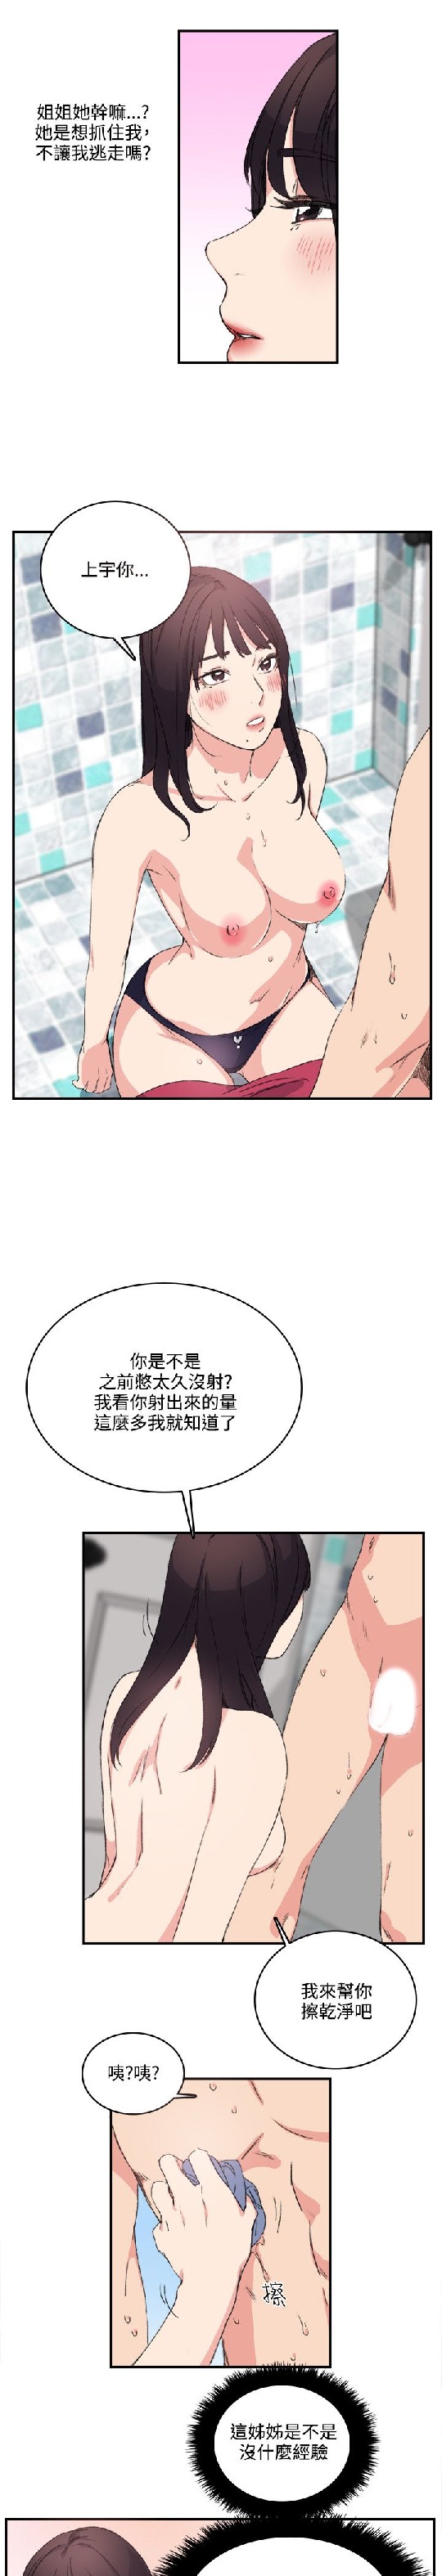 姐姐她幹嘛...?
她是想抓住我,
不讓我逃走嗎?
上宇你...
你是不是
之前憋太久沒射?
我看你射出來的量
這麼多我就知道了
我來幫你
擦乾淨吧
咦?咦?
擦
這姊姊是不是
沒什麼經驗